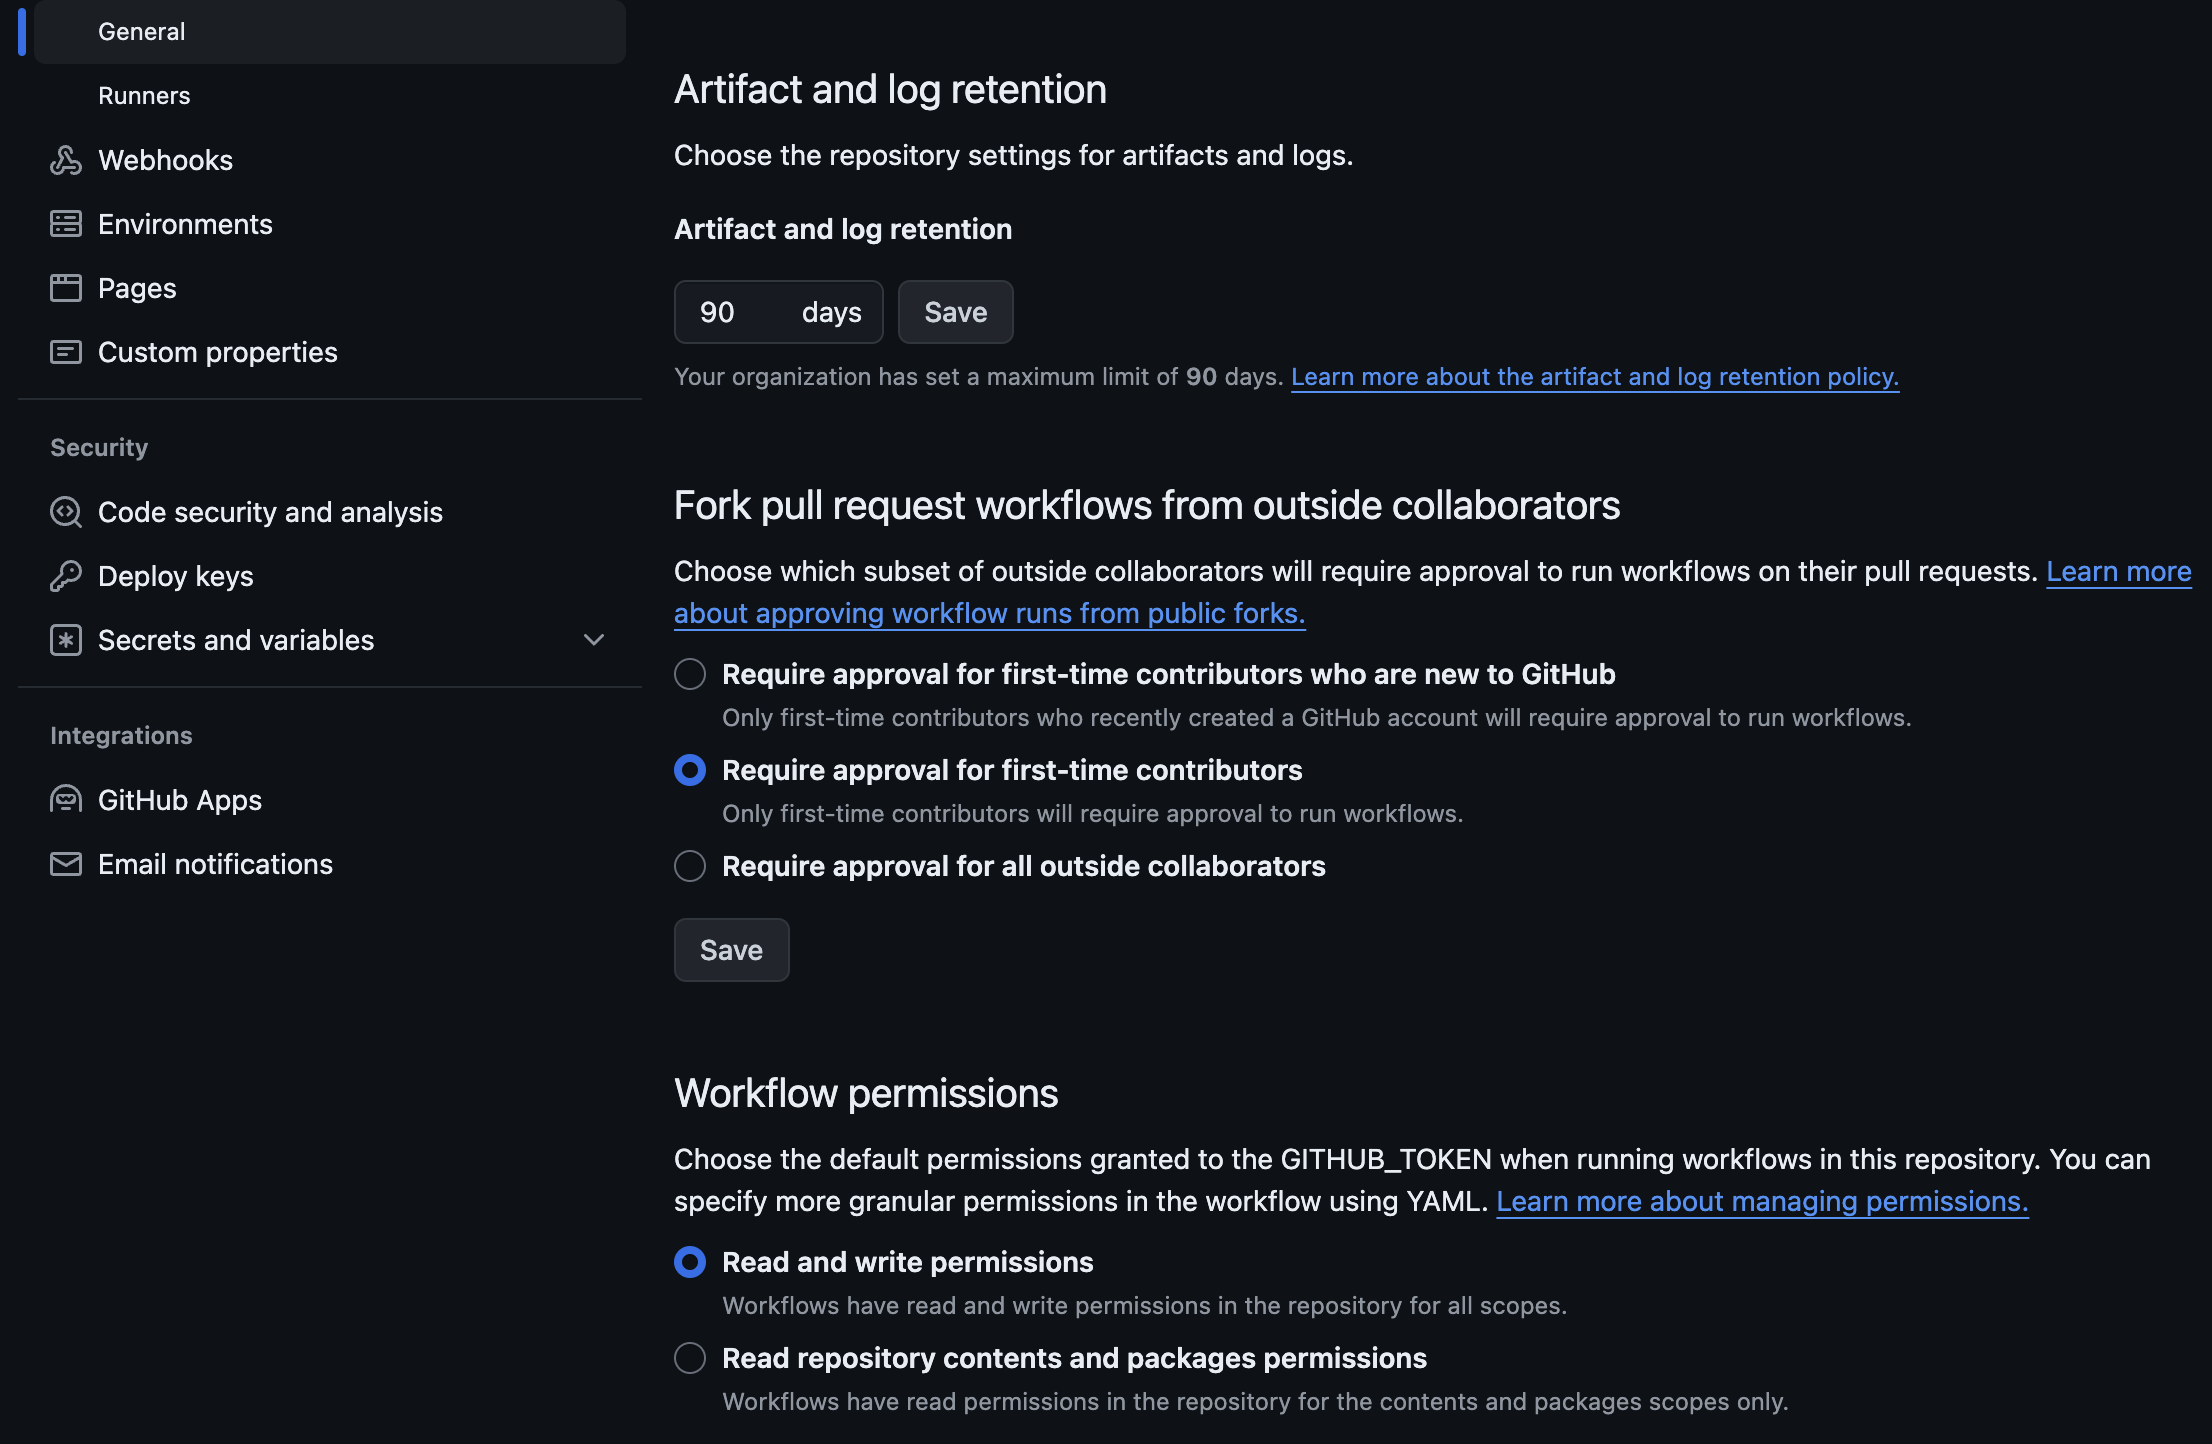 General
Runners
Webhooks
Environments
Pages
Custom properties
Security
Code security and analysis
Deploy keys
Secrets and variables
Integrations
GitHub Apps
Email notifications
Artifact and log retention
Choose the repository settings for artifacts and logs.
Artifact and log retention
90 days Save
Your organization has set a maximum limit of 90 days. Learn more about the artifact and log retention policy.
Fork pull request workflows from outside collaborators
Choose which subset of outside collaborators will require approval to run workflows on their pull requests. Learn more
about approving workflow runs from public forks.
Require approval for first-time contributors who are new to GitHub
Only first-time contributors who recently created a GitHub account will require approval to run workflows.
Require approval for first-time contributors
Only first-time contributors will require approval to run workflows.
Require approval for all outside collaborators
Save
Workflow permissions
Choose the default permissions granted to the GITHUB_TOKEN when running workflows in this repository. You can
specify more granular permissions in the workflow using YAML. Learn more about managing permissions.
Read and write permissions
Workflows have read and write permissions in the repository for all scopes.
Read repository contents and packages permissions
Workflows have read permissions in the repository for the contents and packages scopes only.